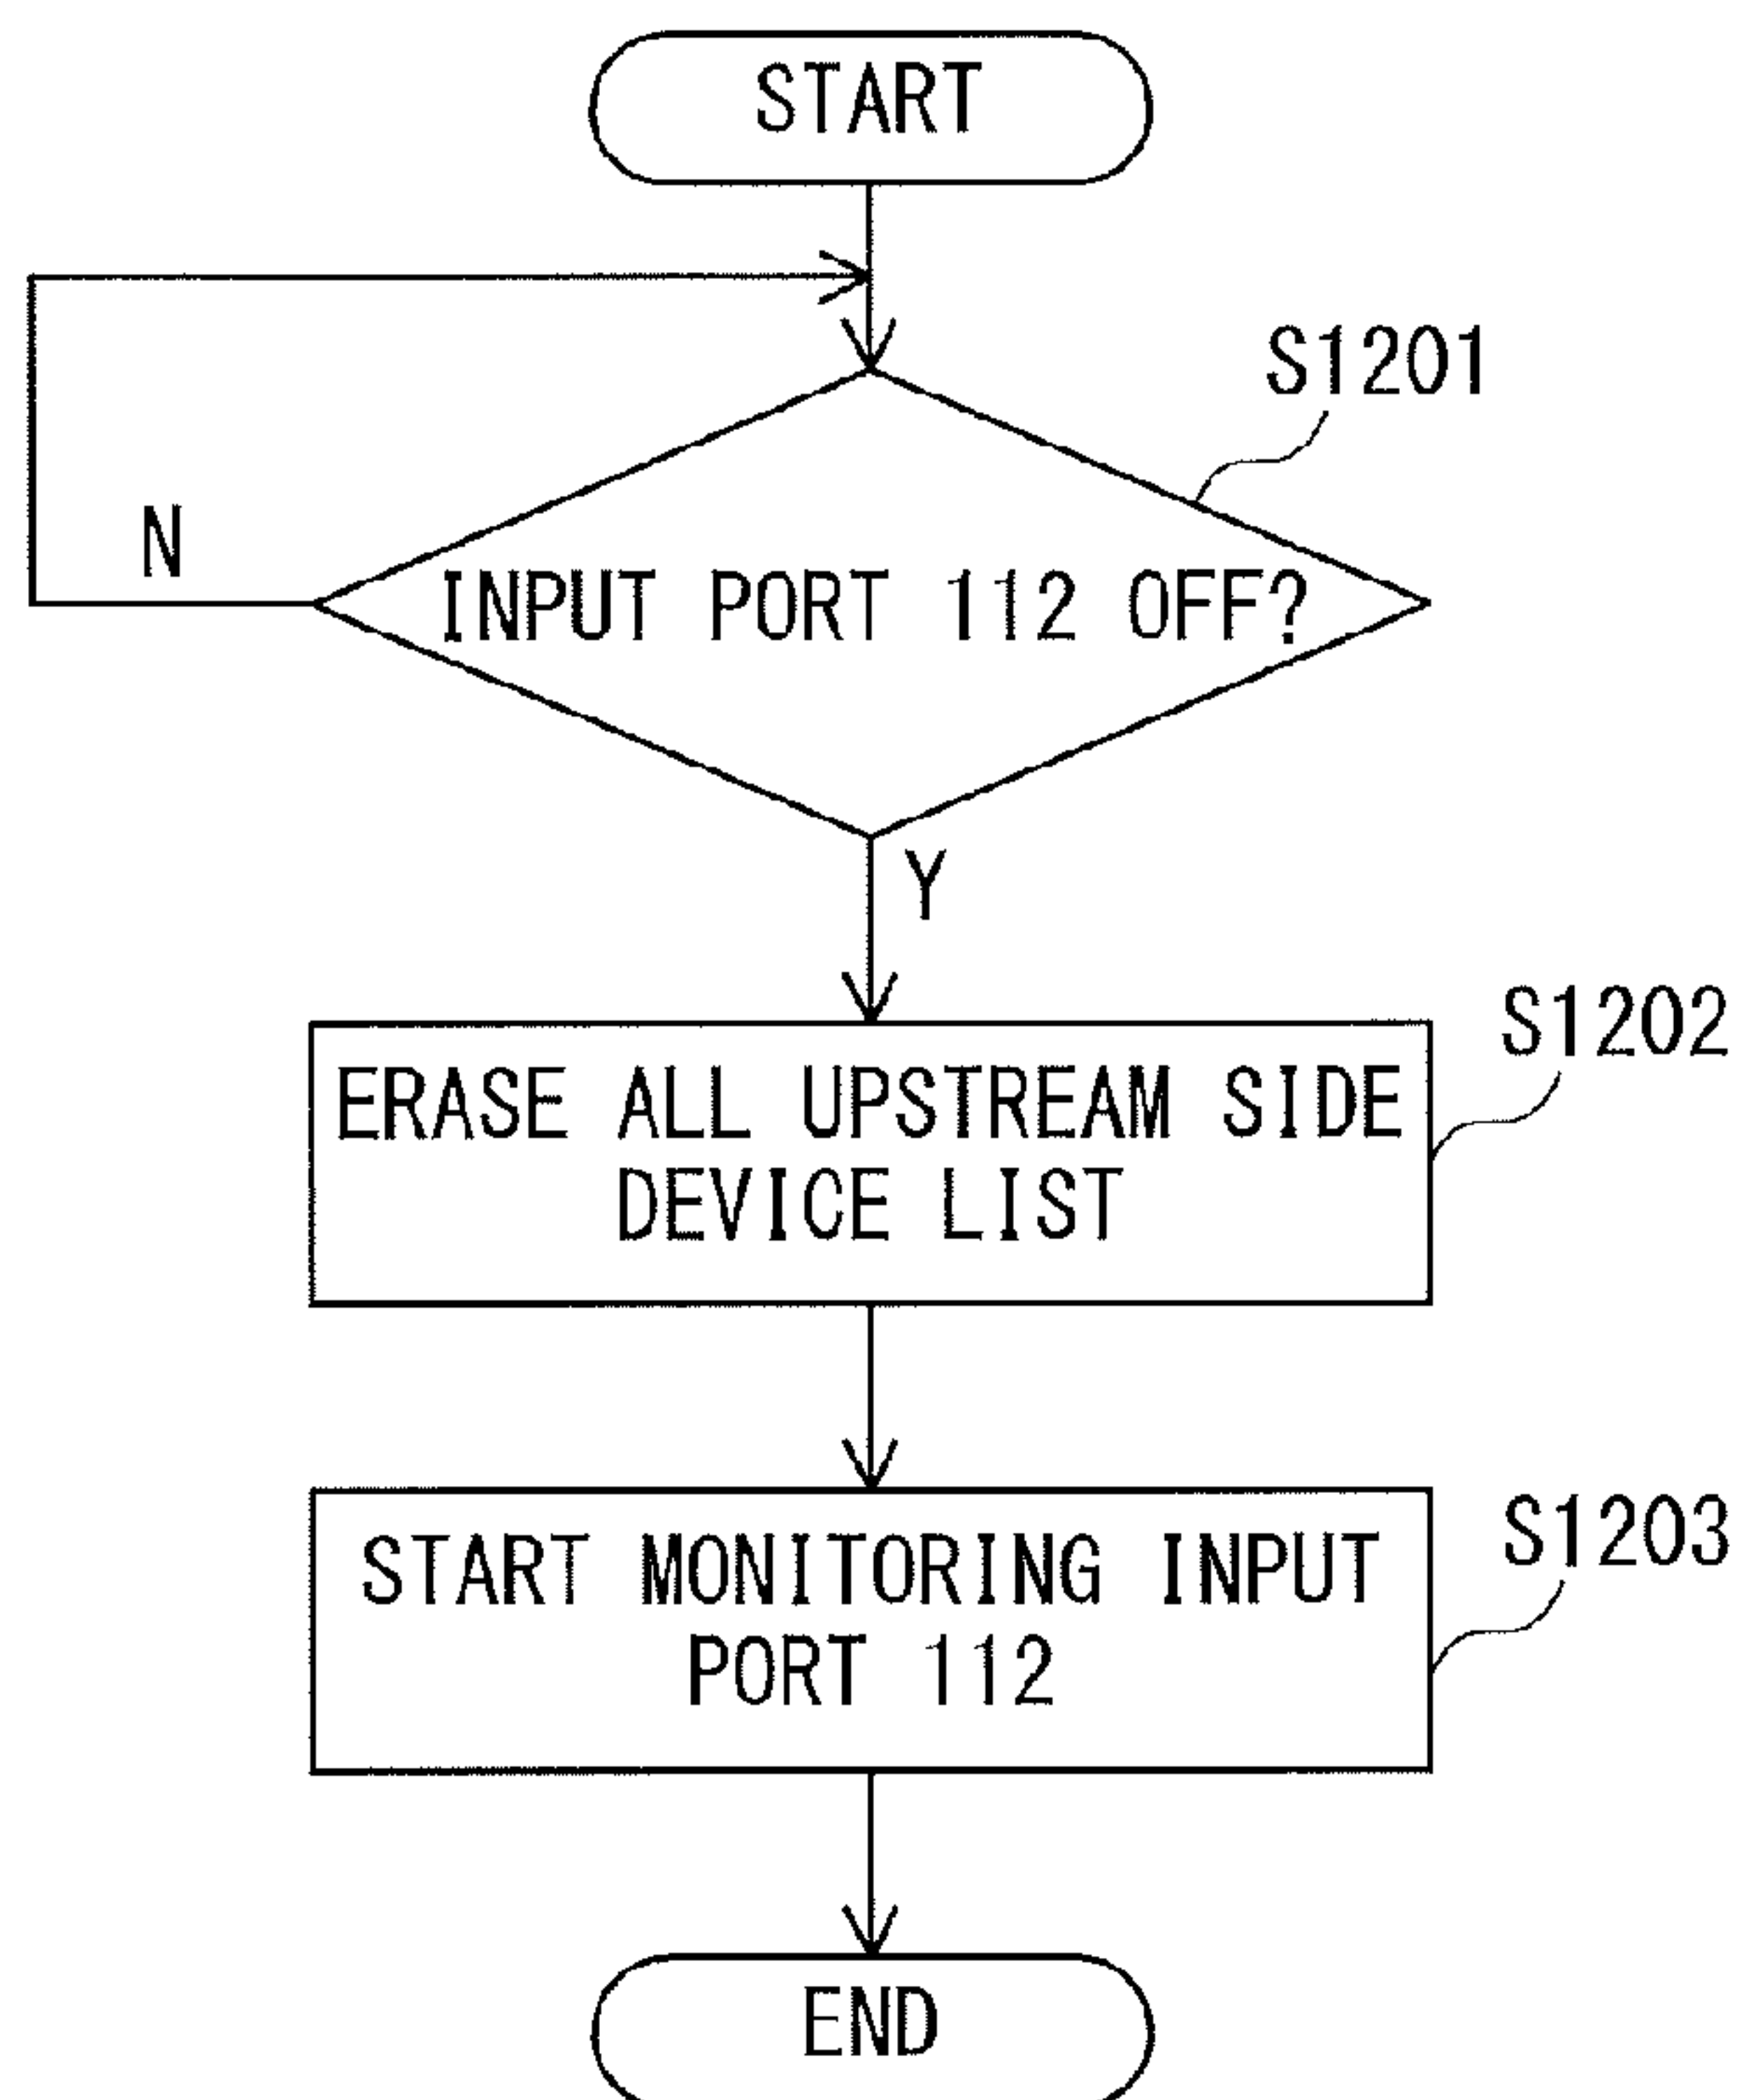 START
S1201
N
INPUT PORT 112 OFF?
Y
S1202
ERASE ALL UPSTREAM SIDE
DEVICE LIST
S1203
START MONITORING INPUT
PORT 112
END